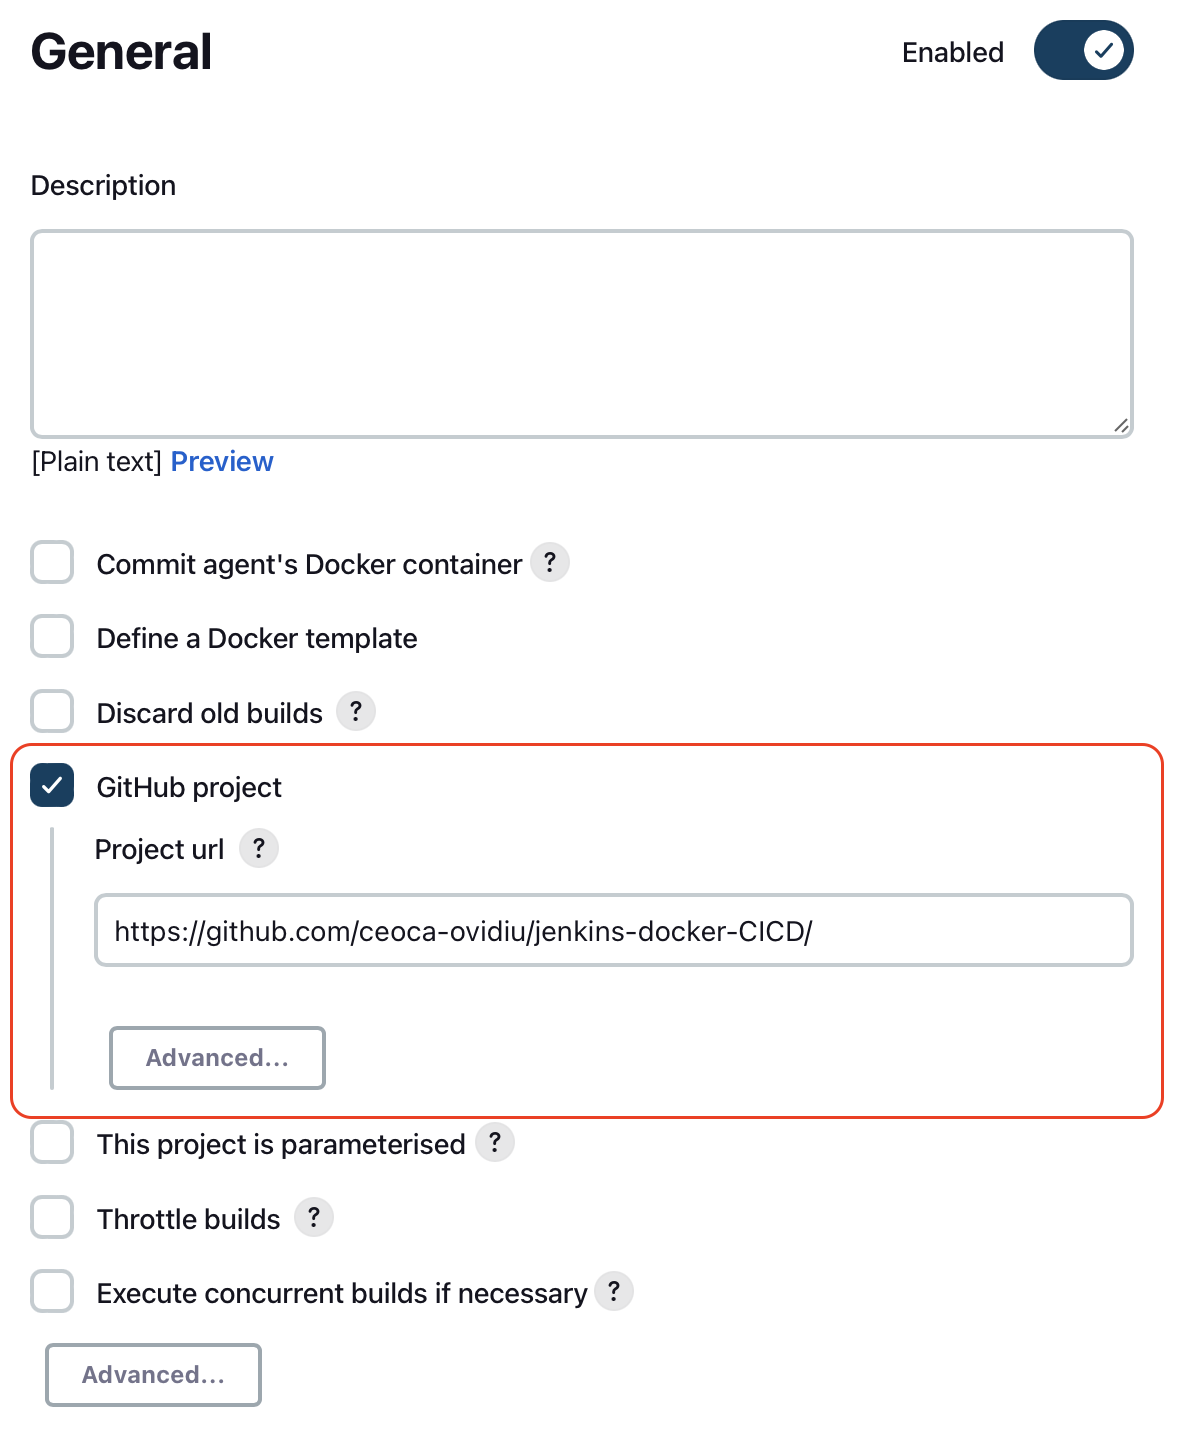 General
Enabled
Description
[Plain text] Preview
Commit agent's Docker container ?
Define a Docker template
Discard old builds ?
GitHub project
Project url ?
https://github.com/ceoca-ovidiu/jenkins-docker-CICD/
Advanced...
This project is parameterised ?
Throttle builds ?
Execute concurrent builds if necessary ?
Advanced...